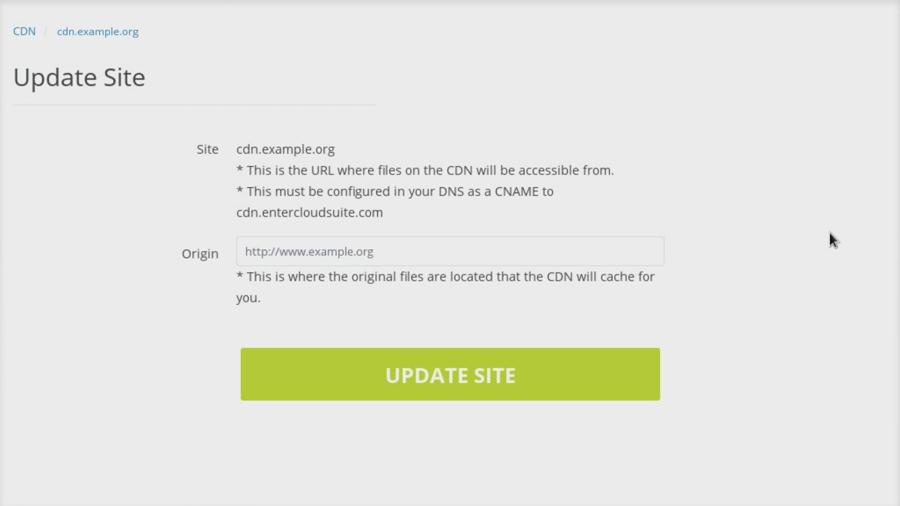 CDN / cdn.example.org
Update Site
Site cdn.example.org
* This is the URL where files on the CDN will be accessible from.
* This must be configured in your DNS as a CNAME to
cdn.entercloudsuite.com
Origin http://www.example.org
* This is where the original files are located that the CDN will cache for
you.
UPDATE SITE